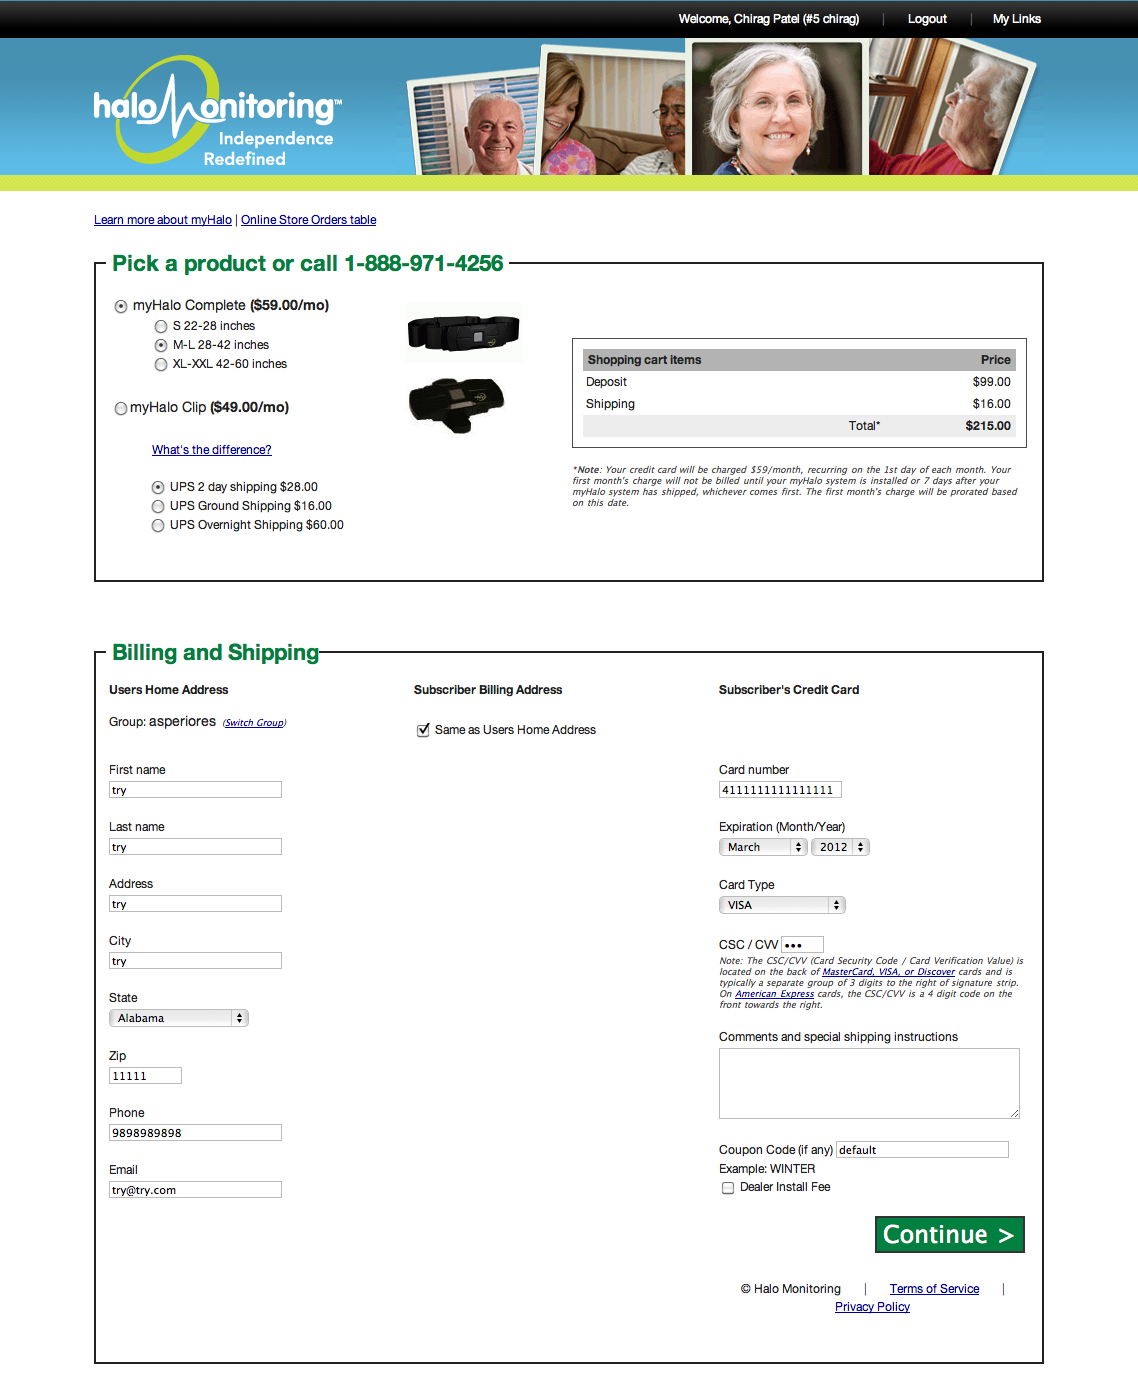 Welcome, Chirag Patel (#5 chirag) | Logout | My Links
haloMonitoring™
Independence
Redefined
Learn more about myHalo | Online Store Orders table
Pick a product or call 1-888-971-4256
myHalo Complete ($59.00/mo)
S 22-28 inches
M-L 28-42 inches
XL-XXL 42-60 inches
myHalo Clip ($49.00/mo)
What's the difference?
UPS 2 day shipping $28.00
UPS Ground Shipping $16.00
UPS Overnight Shipping $60.00
Shopping cart items Price
Deposit $99.00
Shipping $16.00
Total* $215.00
*Note: Your credit card will be charged $59/month, recurring on the 1st day of each month. Your
first month's charge will not be billed until your myHalo system is installed or 7 days after your
myHalo system has shipped, whichever comes first. The first month's charge will be prorated based
on this date.
Billing and Shipping
Users Home Address
Group: asperiores (Switch Group)
First name
try
Last name
try
Address
try
City
try
State
Alabama
Zip
11111
Phone
9898989898
Email
try@try.com
Subscriber Billing Address
Same as Users Home Address
Subscriber's Credit Card
Card number
4111111111111111
Expiration (Month/Year)
March 2012
Card Type
VISA
CSC / CVV •••
Note: The CSC/CVV (Card Security Code / Card Verification Value) is
located on the back of MasterCard, VISA, or Discover cards and is
typically a separate group of 3 digits to the right of signature strip.
On American Express cards, the CSC/CVV is a 4 digit code on the
front towards the right.
Comments and special shipping instructions
Coupon Code (if any) default
Example: WINTER
Dealer Install Fee
Continue >
© Halo Monitoring | Terms of Service |
Privacy Policy